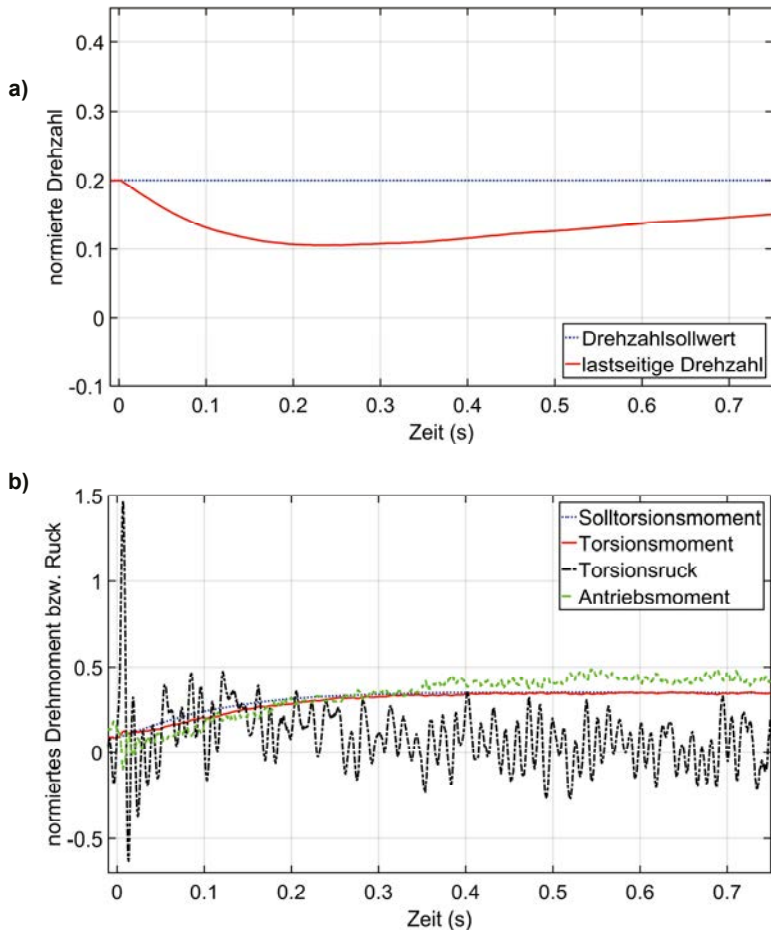 a)
normierte Drehzahl
0.4
0.3
0.2
0.1
0
-0.1
Drehzahlsollwert
lastseitige Drehzahl
0 0.1 0.2 0.3 0.4 0.5 0.6 0.7
Zeit (s)
b)
normiertes Drehmoment bzw. Ruck
1.5
1
0.5
0
-0.5
Solltorsionsmoment
Torsionsmoment
Torsionsruck
Antriebsmoment
0 0.1 0.2 0.3 0.4 0.5 0.6 0.7
Zeit (s)